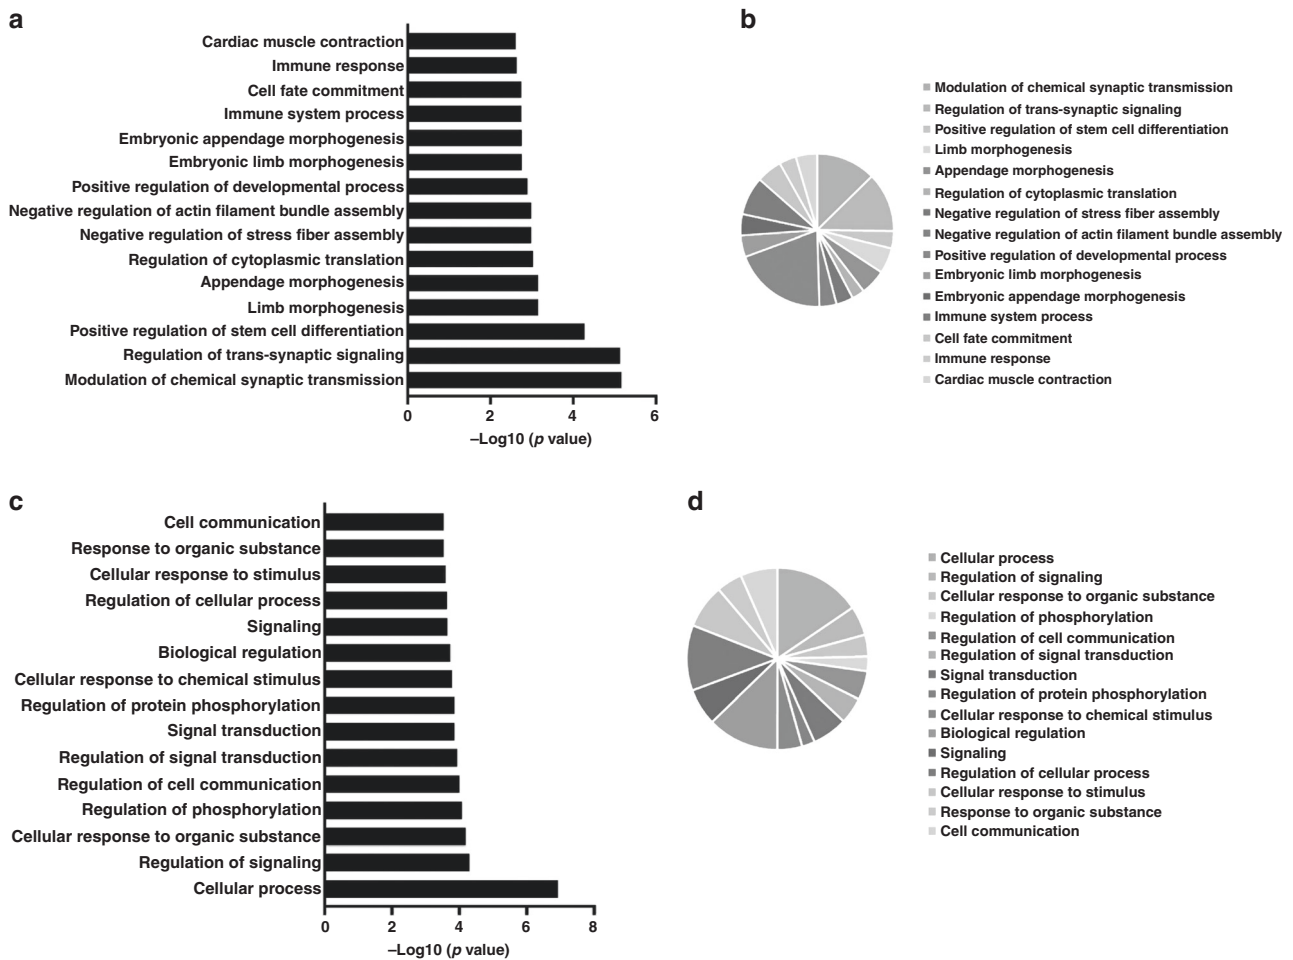 a
Cardiac muscle contraction
Immune response
Cell fate commitment
Immune system process
Embryonic appendage morphogenesis
Embryonic limb morphogenesis
Positive regulation of developmental process
Negative regulation of actin filament bundle assembly
Negative regulation of stress fiber assembly
Regulation of cytoplasmic translation
Appendage morphogenesis
Limb morphogenesis
Positive regulation of stem cell differentiation
Regulation of trans-synaptic signaling
Modulation of chemical synaptic transmission
0 2 4 6
–Log10 (p value)
b
Modulation of chemical synaptic transmission
Regulation of trans-synaptic signaling
Positive regulation of stem cell differentiation
Limb morphogenesis
Appendage morphogenesis
Regulation of cytoplasmic translation
Negative regulation of stress fiber assembly
Negative regulation of actin filament bundle assembly
Positive regulation of developmental process
Embryonic limb morphogenesis
Embryonic appendage morphogenesis
Immune system process
Cell fate commitment
Immune response
Cardiac muscle contraction
c
Cell communication
Response to organic substance
Cellular response to stimulus
Regulation of cellular process
Signaling
Biological regulation
Cellular response to chemical stimulus
Regulation of protein phosphorylation
Signal transduction
Regulation of signal transduction
Regulation of cell communication
Regulation of phosphorylation
Cellular response to organic substance
Regulation of signaling
Cellular process
0 2 4 6 8
–Log10 (p value)
d
Cellular process
Regulation of signaling
Cellular response to organic substance
Regulation of phosphorylation
Regulation of cell communication
Regulation of signal transduction
Signal transduction
Regulation of protein phosphorylation
Cellular response to chemical stimulus
Biological regulation
Signaling
Regulation of cellular process
Cellular response to stimulus
Response to organic substance
Cell communication